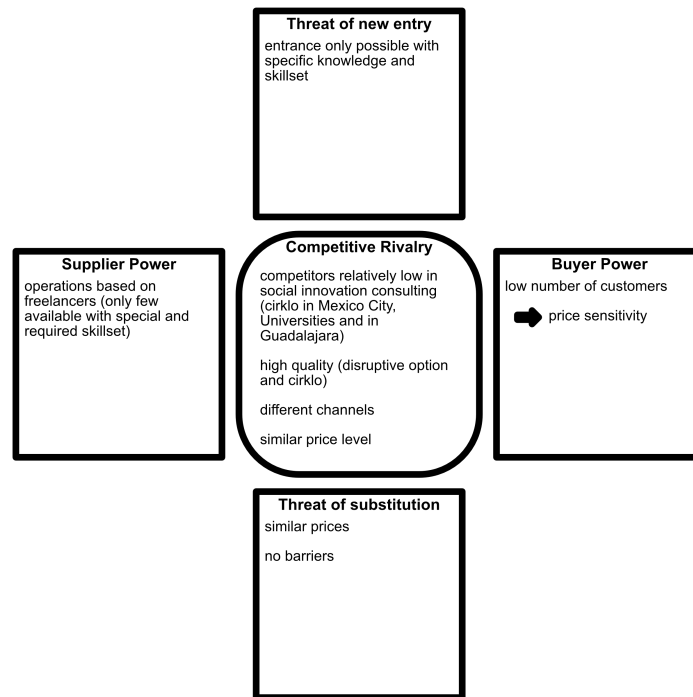 Threat of new entry
entrance only possible with
specific knowledge and
skillset
Supplier Power
operations based on
freelancers (only few
available with special and
required skillset)
Competitive Rivalry
competitors relatively low in
social innovation consulting
(cirklo in Mexico City,
Universities and in
Guadalajara)
high quality (disruptive option
and cirklo)
different channels
similar price level
Buyer Power
low number of customers
price sensitivity
Threat of substitution
similar prices
no barriers